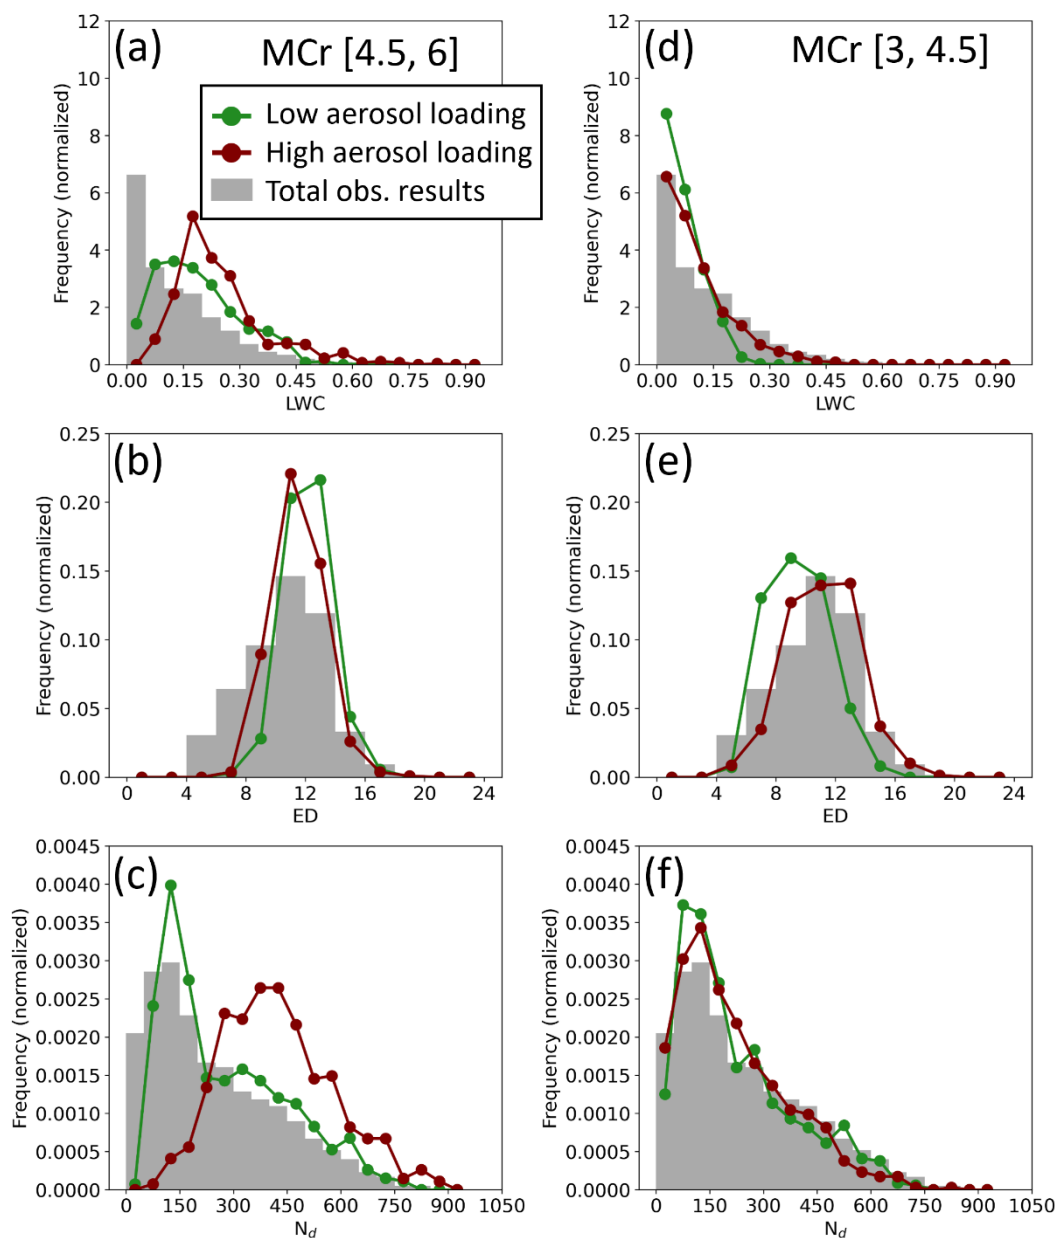 (a)
MCr [4.5, 6]
Low aerosol loading
High aerosol loading
Total obs. results
Frequency (normalized)
12
10
8
6
4
2
0
0.00 0.15 0.30 0.45 0.60 0.75 0.90
LWC
(d)
MCr [3, 4.5]
Frequency (normalized)
12
10
8
6
4
2
0
0.00 0.15 0.30 0.45 0.60 0.75 0.90
LWC
(b)
Frequency (normalized)
0.25
0.20
0.15
0.10
0.05
0.00
0 4 8 12 16 20 24
ED
(e)
Frequency (normalized)
0.25
0.20
0.15
0.10
0.05
0.00
0 4 8 12 16 20 24
ED
(c)
Frequency (normalized)
0.0045
0.0040
0.0035
0.0030
0.0025
0.0020
0.0015
0.0010
0.0005
0.0000
0 150 300 450 600 750 900 1050
N_d
(f)
Frequency (normalized)
0.0045
0.0040
0.0035
0.0030
0.0025
0.0020
0.0015
0.0010
0.0005
0.0000
0 150 300 450 600 750 900 1050
N_d